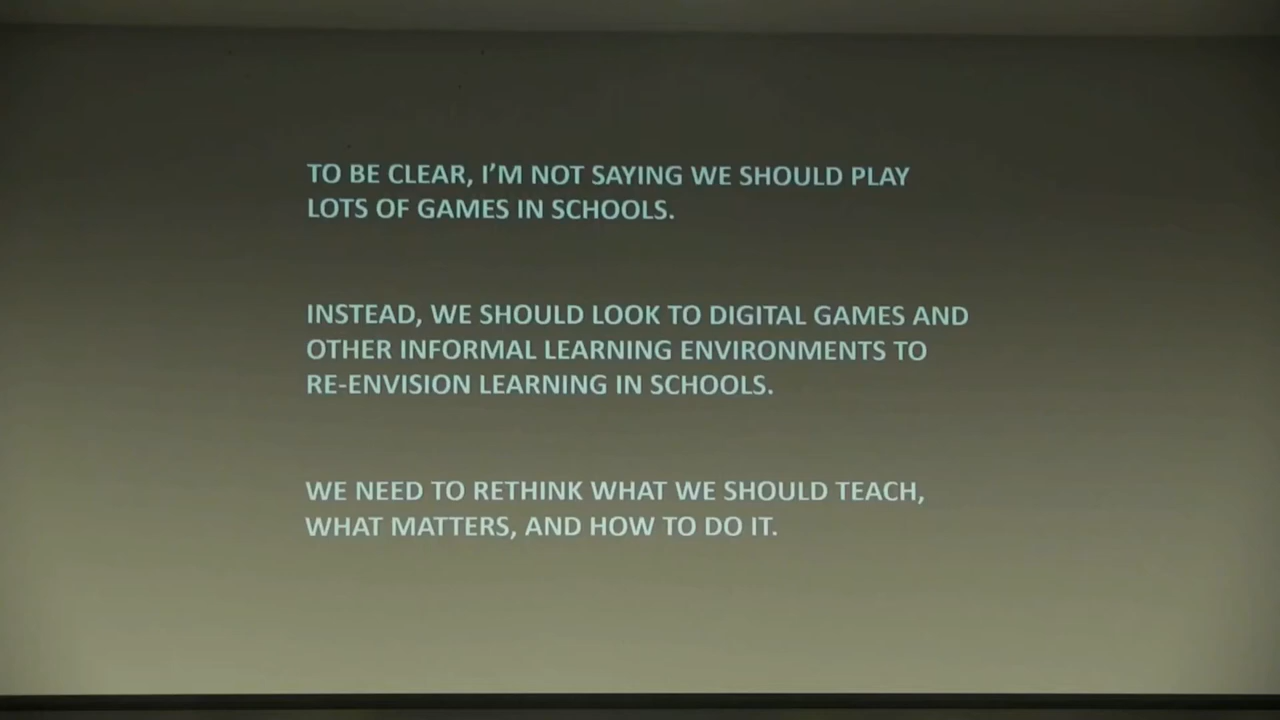 TO BE CLEAR, I'M NOT SAYING WE SHOULD PLAY
LOTS OF GAMES IN SCHOOLS.
INSTEAD, WE SHOULD LOOK TO DIGITAL GAMES AND
OTHER INFORMAL LEARNING ENVIRONMENTS TO
RE-ENVISION LEARNING IN SCHOOLS.
WE NEED TO RETHINK WHAT WE SHOULD TEACH,
WHAT MATTERS, AND HOW TO DO IT.